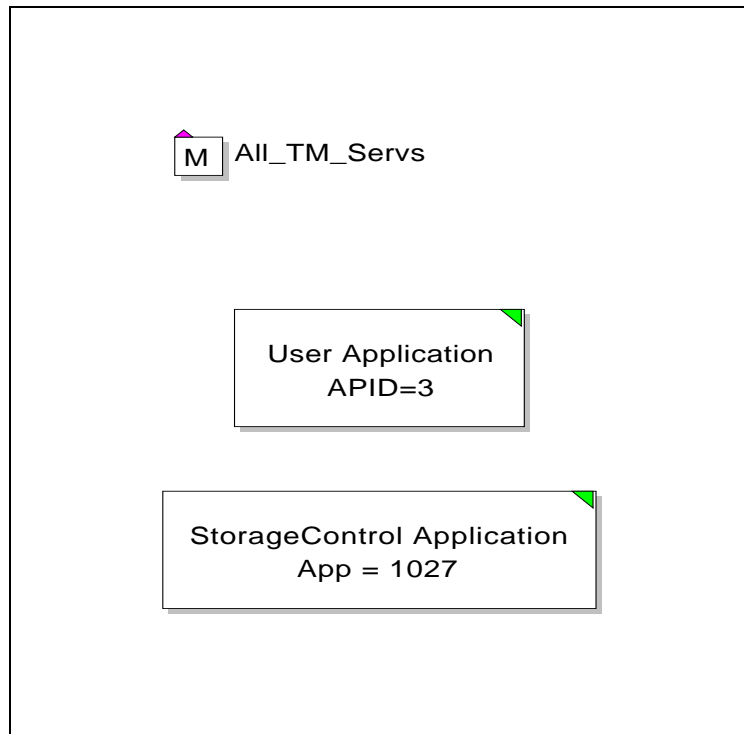 M All_TM_Servs
User Application
APID=3
StorageControl Application
App = 1027